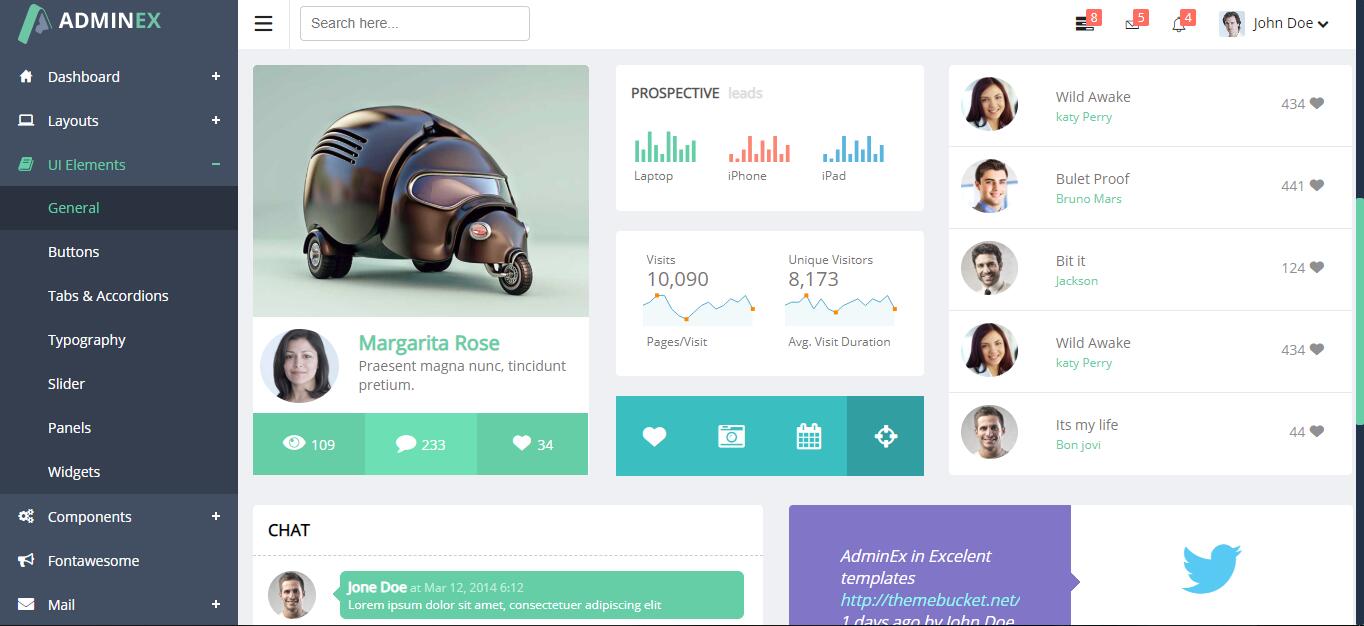 ADMINEX
Search here...
8
5
4
John Doe
Dashboard
Layouts
UI Elements
General
Buttons
Tabs & Accordions
Typography
Slider
Panels
Widgets
Components
Fontawesome
Mail
Margarita Rose
Praesent magna nunc, tincidunt
pretium.
109
233
34
PROSPECTIVE leads
Laptop
iPhone
iPad
Visits
10,090
Pages/Visit
Unique Visitors
8,173
Avg. Visit Duration
Wild Awake
katy Perry
434
Bulet Proof
Bruno Mars
441
Bit it
Jackson
124
Wild Awake
katy Perry
434
Its my life
Bon jovi
44
CHAT
Jone Doe at Mar 12, 2014 6:12
Lorem ipsum dolor sit amet, consectetuer adipiscing elit
AdminEx in Excelent
templates
http://themebucket.net/
1 days ago by John Doe